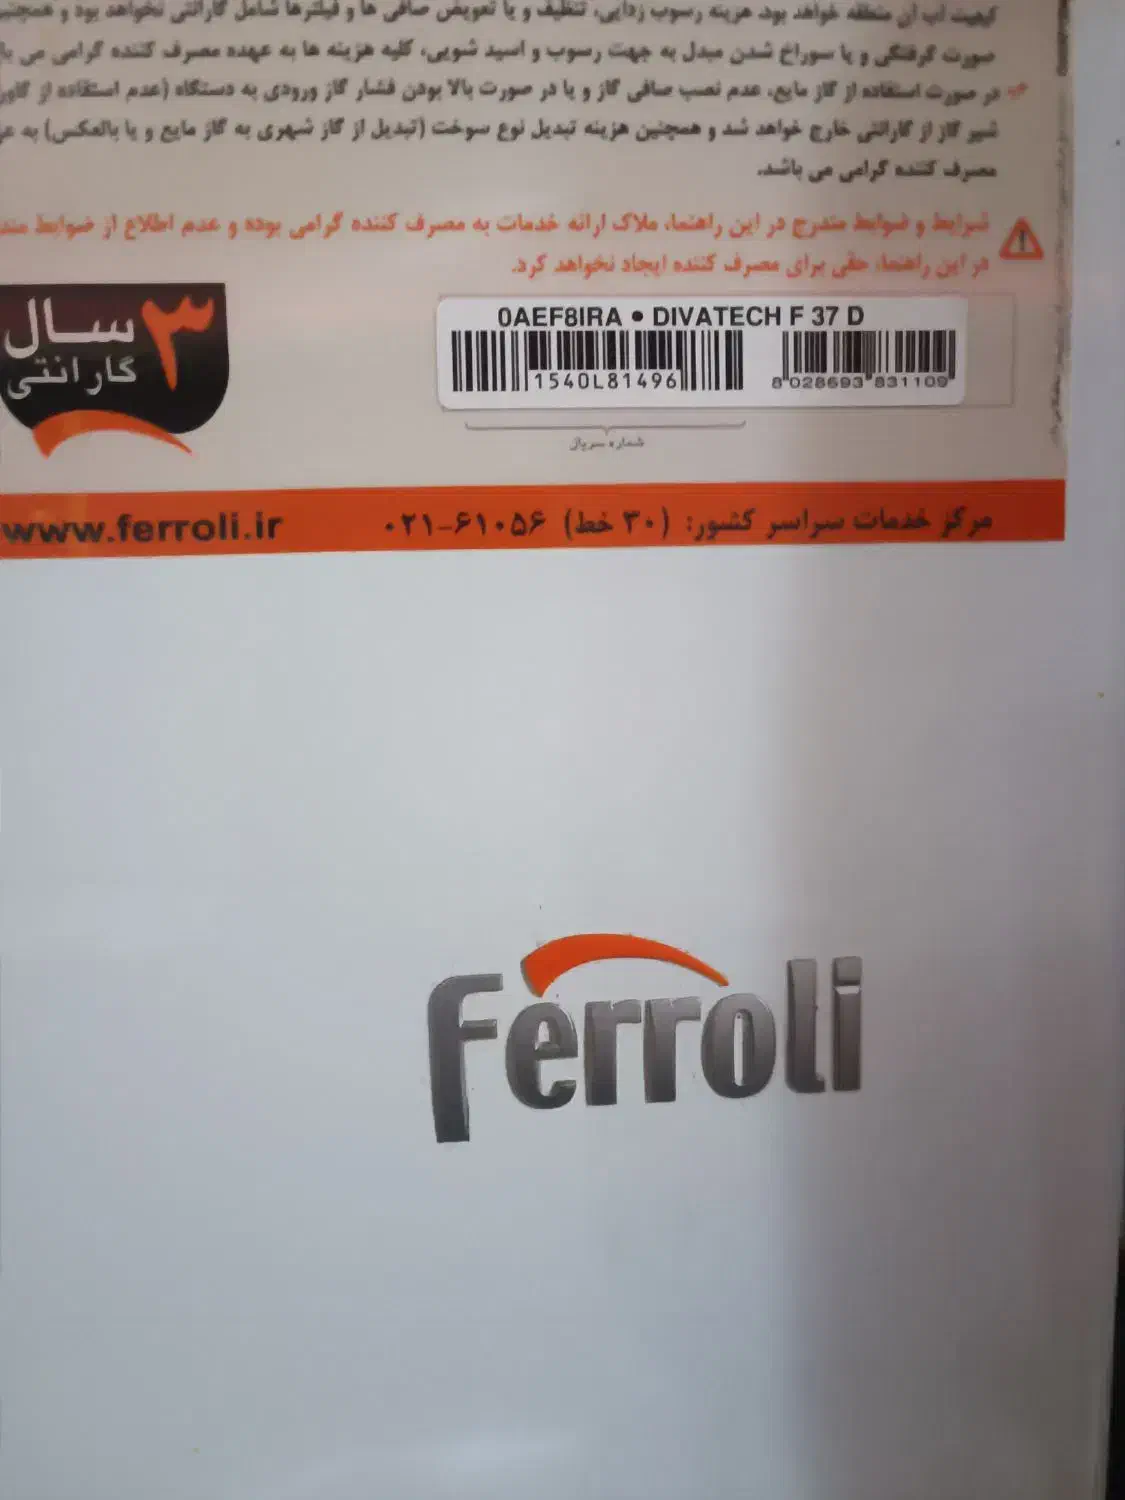 کیفیت آب آن منطقه خواهد بود. هزینه رسوب زدایی، تنظیف و یا تعویض صافی ها و فیلترها شامل گارانتی نخواهد بود و همچنین
صورت گرفتگی و یا سوراخ شدن مبدل به جهت رسوب و اسید شویی، کلیه هزینه ها به عهده مصرف کننده گرامی می
در صورت استفاده از گاز مایع، عدم نصب صافی گاز و یا در صورت بالا بودن فشار گاز ورودی به دستگاه (عدم استفاده از
شیر گاز از گارانتی خارج خواهد شد و همچنین هزینه تبدیل نوع سوخت (تبدیل از گاز شهری به گاز مایع و یا بالعکس) به
مصرف کننده گرامی می باشد.
شرایط و ضوابط مندرج در این راهنما، ملاک ارائه خدمات به مصرف کننده گرامی بوده و عدم اطلاع از ضوابط
در این راهنما، حقی برای مصرف کننده ایجاد نخواهد کرد.
۳ سال
گارانتی
0AEF8IRA • DIVATECH F 37 D
1540L81496
8 028693 831109
شماره سریال
مرکز خدمات سراسر کشور: (۳۰ خط) ۶۱۰۵۶-۰۲۱
www.ferroli.ir
ferroli